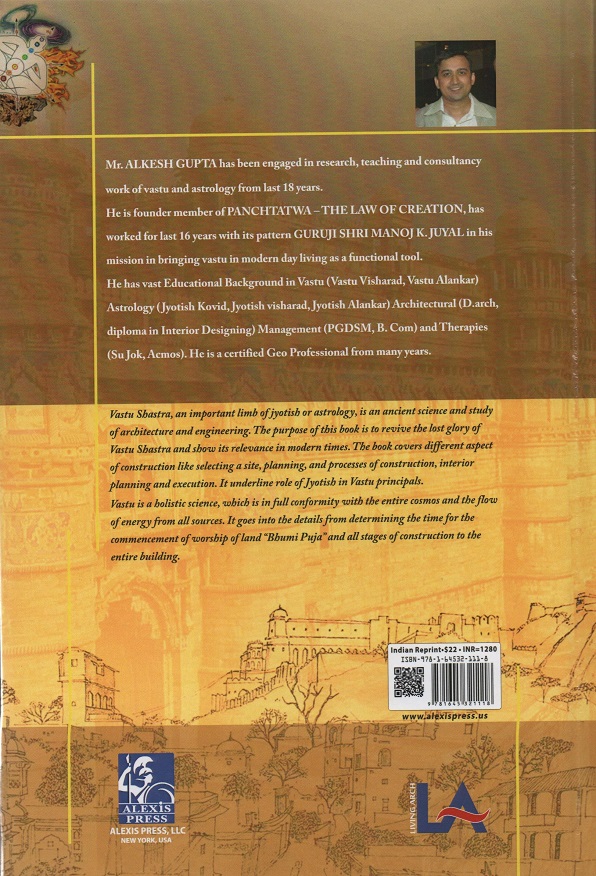 Mr. ALKESH GUPTA has been engaged in research, teaching and consultancy
work of vastu and astrology from last 18 years.
He is founder member of PANCHTATWA – THE LAW OF CREATION, has
worked for last 16 years with its pattern GURUJI SHRI MANOJ K. JUYAL in his
mission in bringing vastu in modern day living as a functional tool.
He has vast Educational Background in Vastu (Vastu Visharad, Vastu Alankar)
Astrology (Jyotish Kovid, Jyotish visharad, Jyotish Alankar) Architectural (D.arch,
diploma in Interior Designing) Management (PGDSM, B. Com) and Therapies
(Su Jok, Acmos). He is a certified Geo Professional from many years.
Vastu Shastra, an important limb of jyotish or astrology, is an ancient science and study
of architecture and engineering. The purpose of this book is to revive the lost glory of
Vastu Shastra and show its relevance in modern times. The book covers different aspect
of construction like selecting a site, planning, and processes of construction, interior
planning and execution. It underline role of Jyotish in Vastu principals.
Vastu is a holistic science, which is in full conformity with the entire cosmos and the flow
of energy from all sources. It goes into the details from determining the time for the
commencement of worship of land “Bhumi Puja” and all stages of construction to the
entire building.
Indian Reprint•$22 • INR=1280
ISBN-978-1-64532-111-8
9 781645 321118
www.alexispress.us
ALEXIS
PRESS
ALEXIS PRESS, LLC
NEW YORK, USA
LIVING ARCH
LA